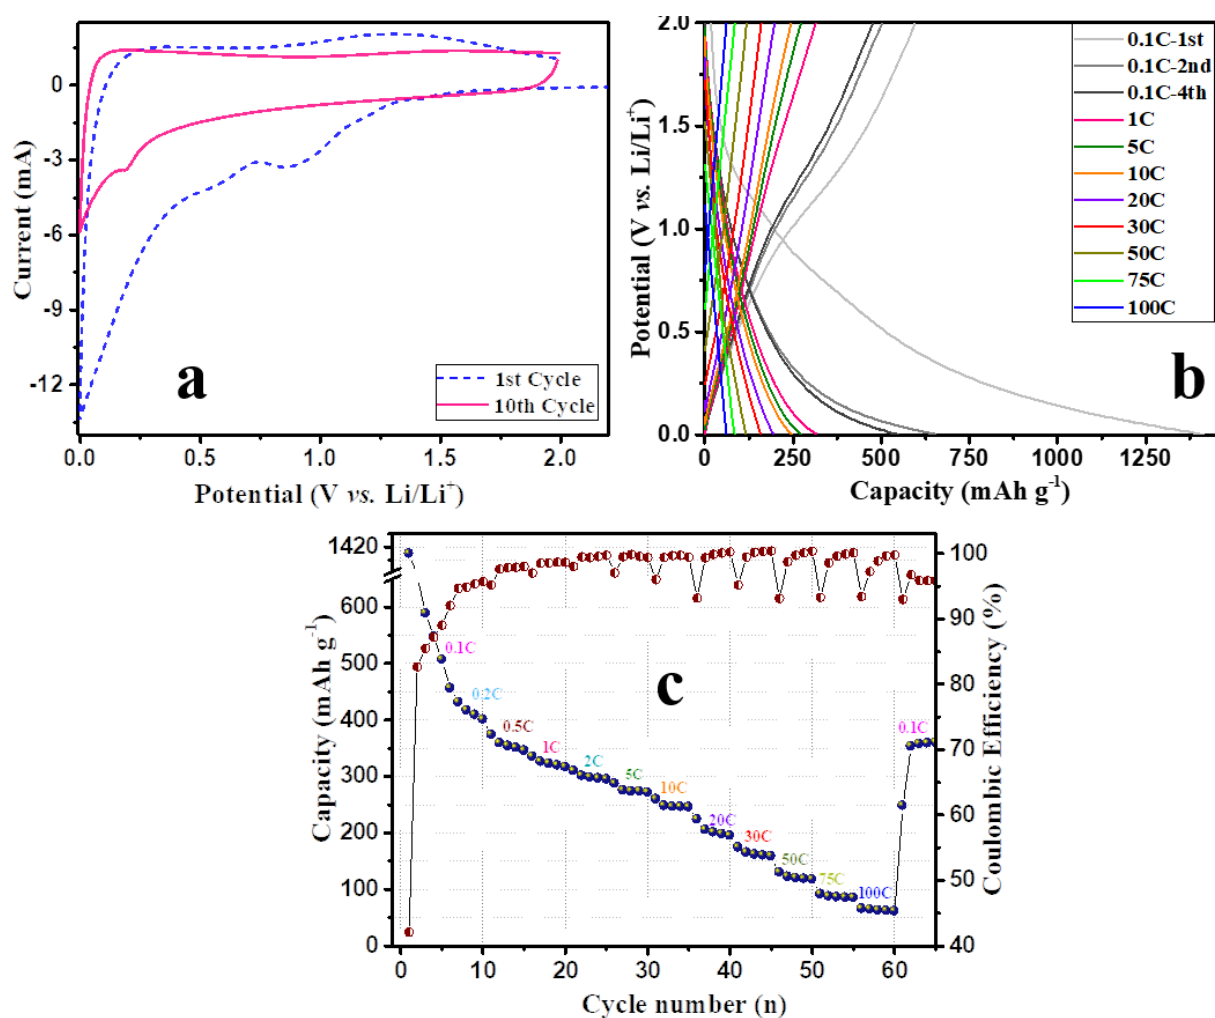 0
-3
-6
-9
-12
Current (mA)
a
1st Cycle
10th Cycle
0.0 0.5 1.0 1.5 2.0
Potential (V vs. Li/Li+)
2.0
1.5
1.0
0.5
0.0
Potential (V vs. Li/Li+)
0.1C-1st
0.1C-2nd
0.1C-4th
1C
5C
10C
20C
30C
50C
75C
100C
b
0 250 500 750 1000 1250
Capacity (mAh g-1)
1420
600
500
400
300
200
100
0
Capacity (mAh g-1)
0.1C
0.2C
0.5C
1C
2C
5C
10C
20C
30C
50C
75C
100C
0.1C
c
100
90
80
70
60
50
40
Coulombic Efficiency (%)
0 10 20 30 40 50 60
Cycle number (n)